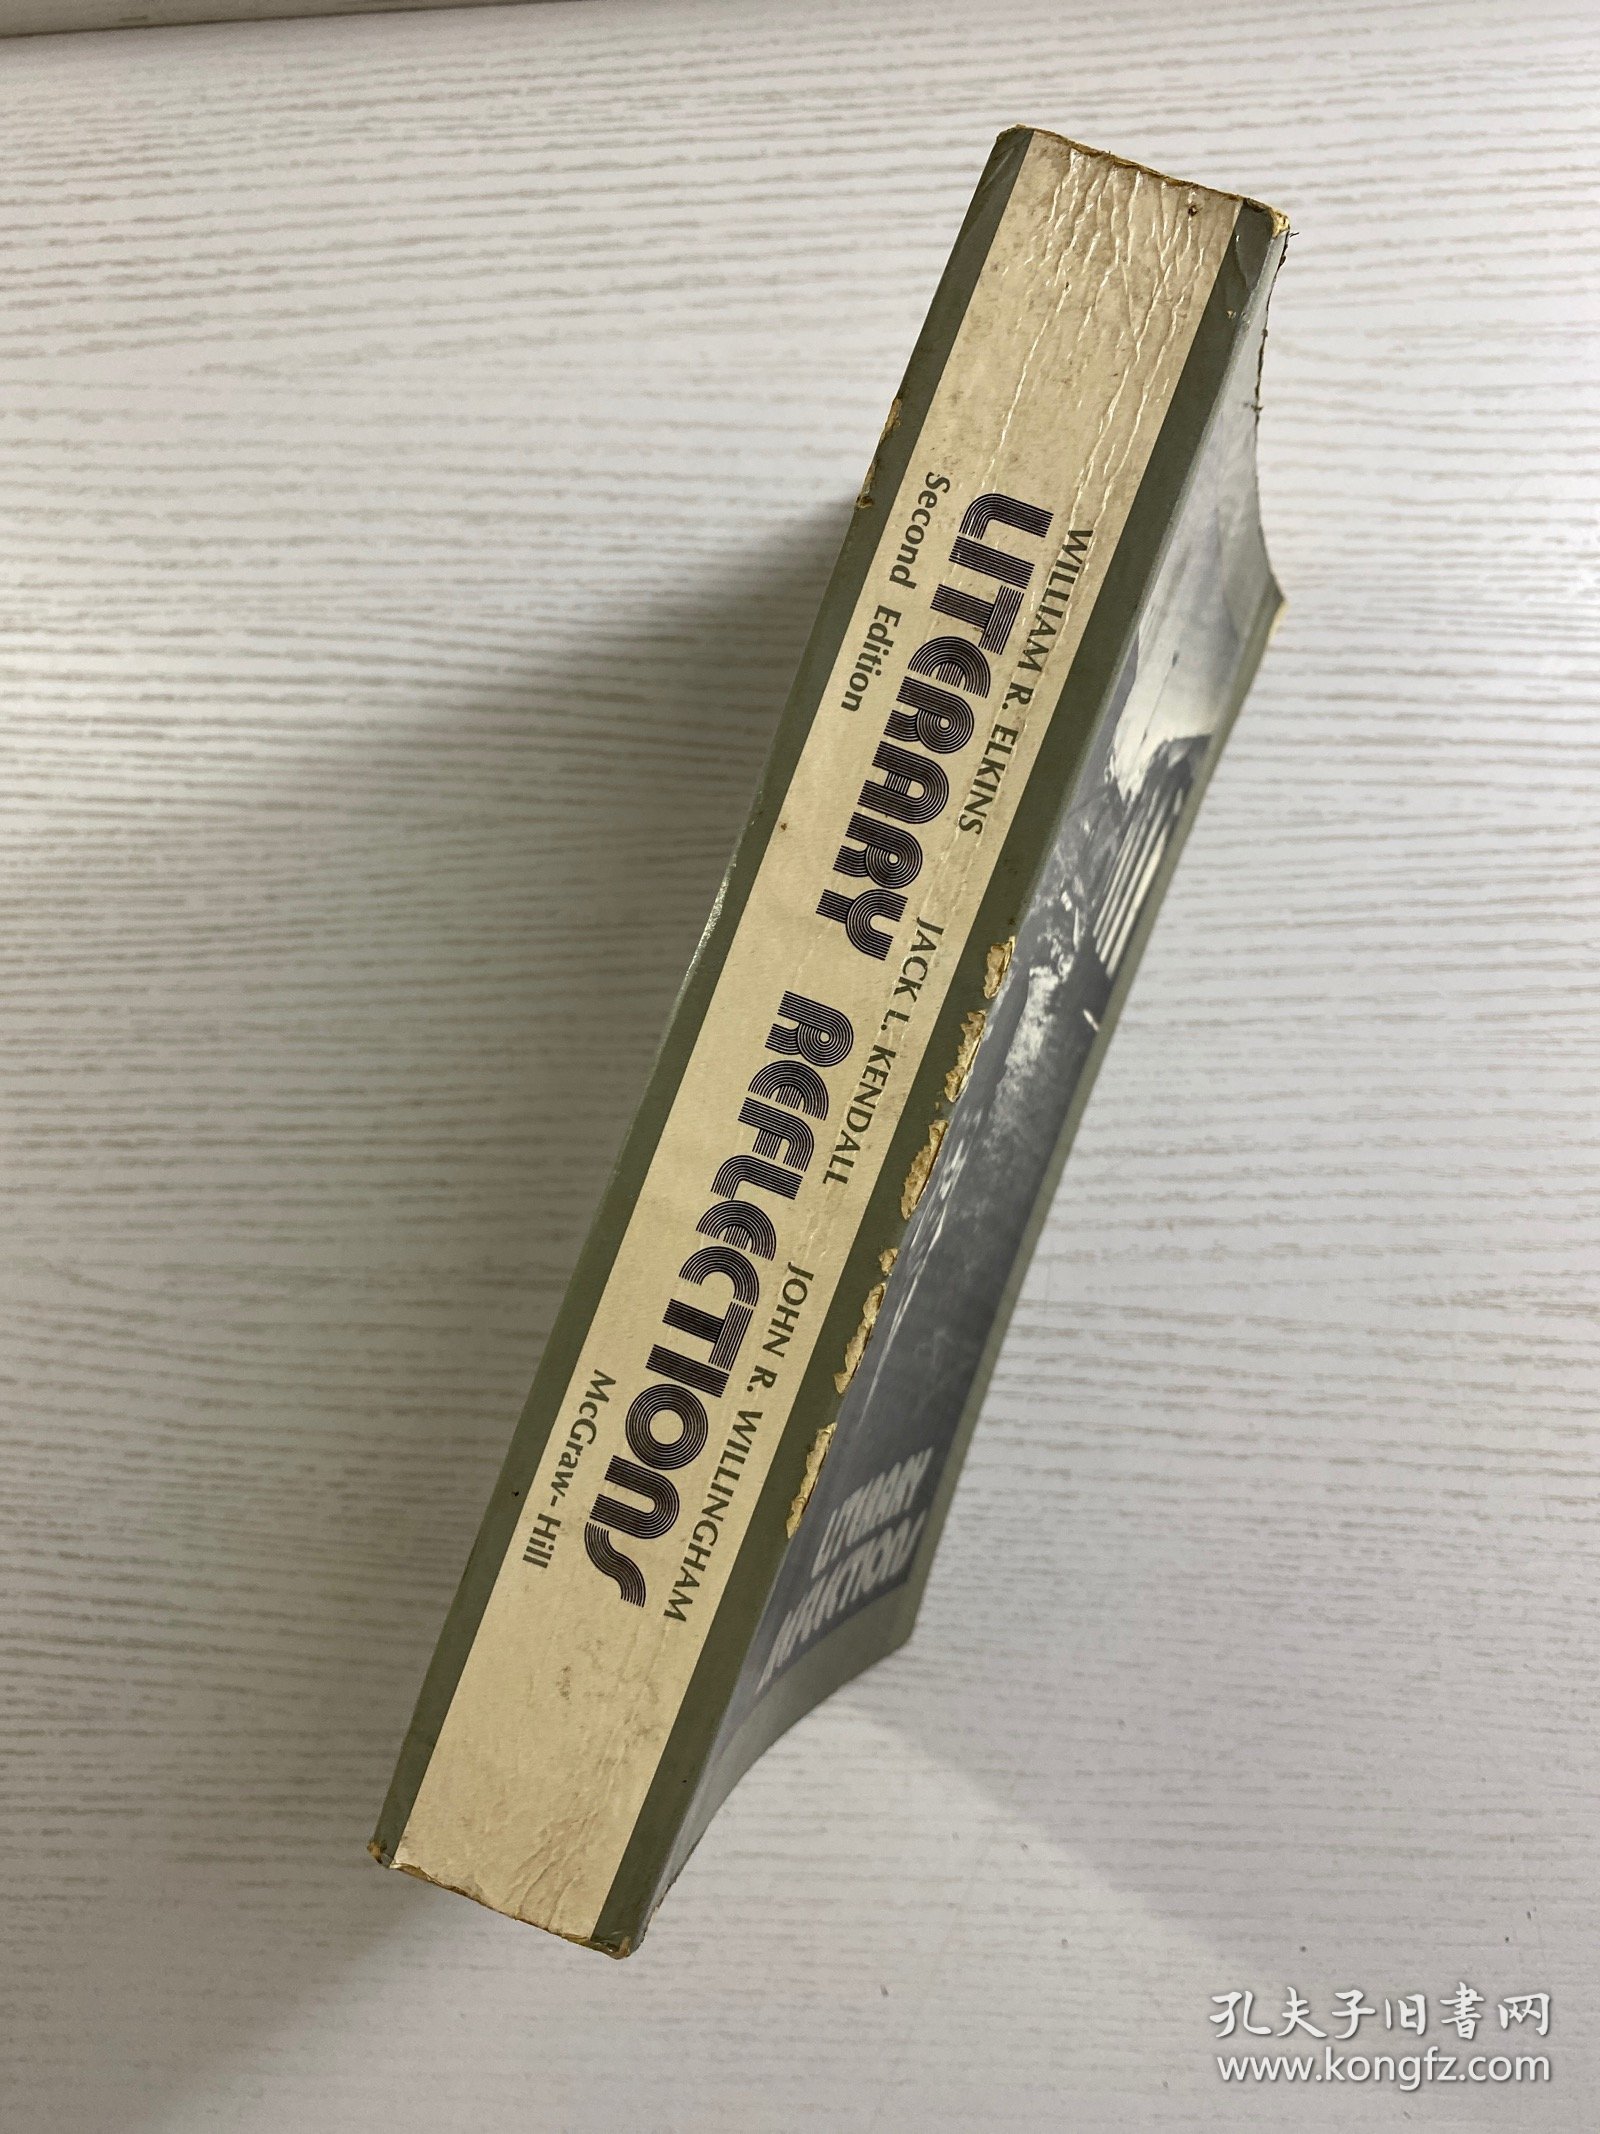 WILLIAM R. ELKINS JACK L. KENDALL JOHN R. WILLINGHAM
LITERARY REFLECTIONS
Second Edition McGraw-Hill
LITERARY
REFLECTIONS
孔夫子旧书网
www.kongfz.com